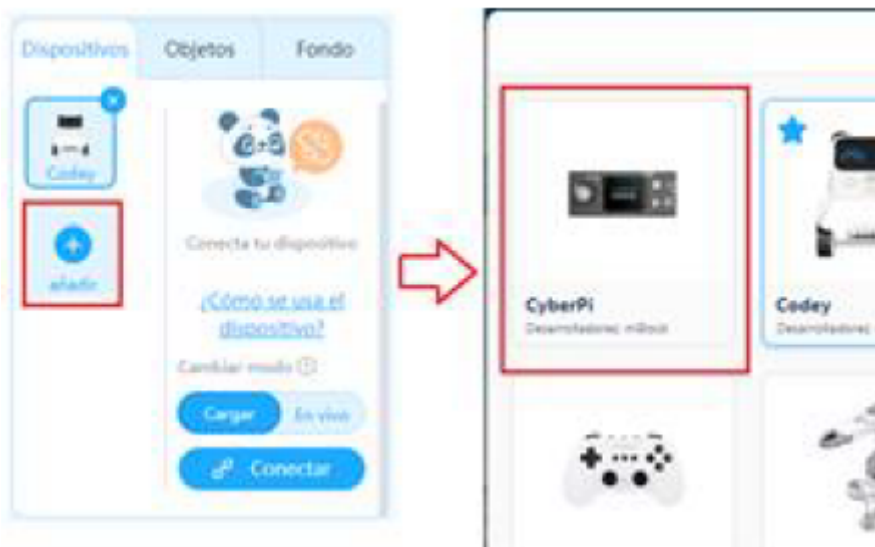 Dispositivos
Objetos
Fondo
Codey
añadir
Conecta tu dispositivo
¿Cómo se usa el
dispositivo?
Cambiar modo
Cargar
En vivo
Conectar
CyberPi
Desarrolladores: mBlock
Codey
Desarrolladores: